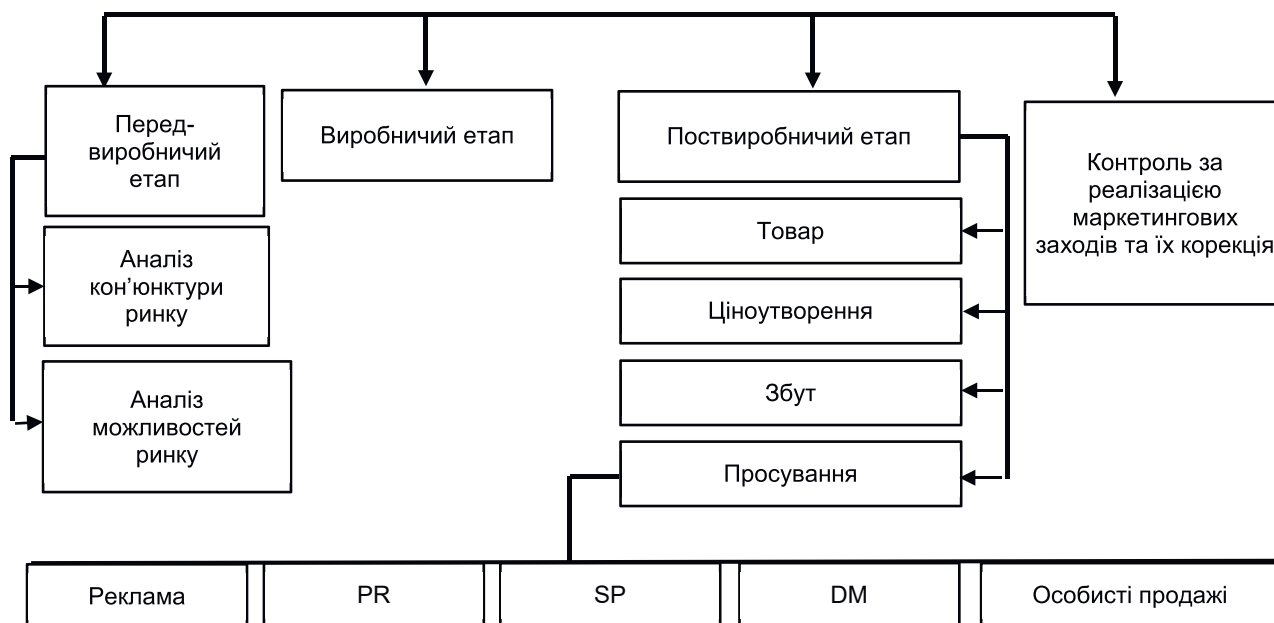 Перед-
виробничий
етап
Виробничий етап
Поствиробничий етап
Контроль за
реалізацією
маркетингових
заходів та їх корекція
Аналіз
кон’юнктури
ринку
Аналіз
можливостей
ринку
Товар
Ціноутворення
Збут
Просування
Реклама
PR
SP
DM
Особисті продажі